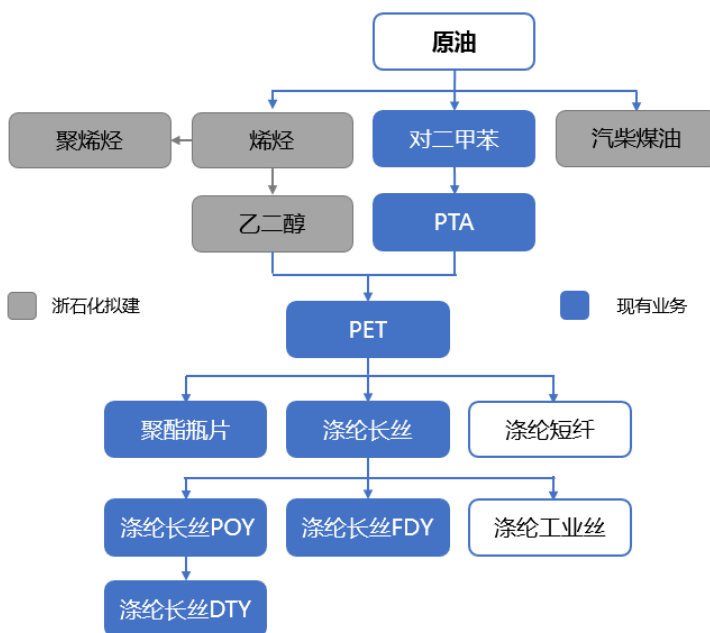 原油
聚烯烃
烯烃
对二甲苯
汽柴煤油
乙二醇
PTA
浙石化拟建
现有业务
PET
聚酯瓶片
涤纶长丝
涤纶短纤
涤纶长丝POY
涤纶长丝FDY
涤纶工业丝
涤纶长丝DTY